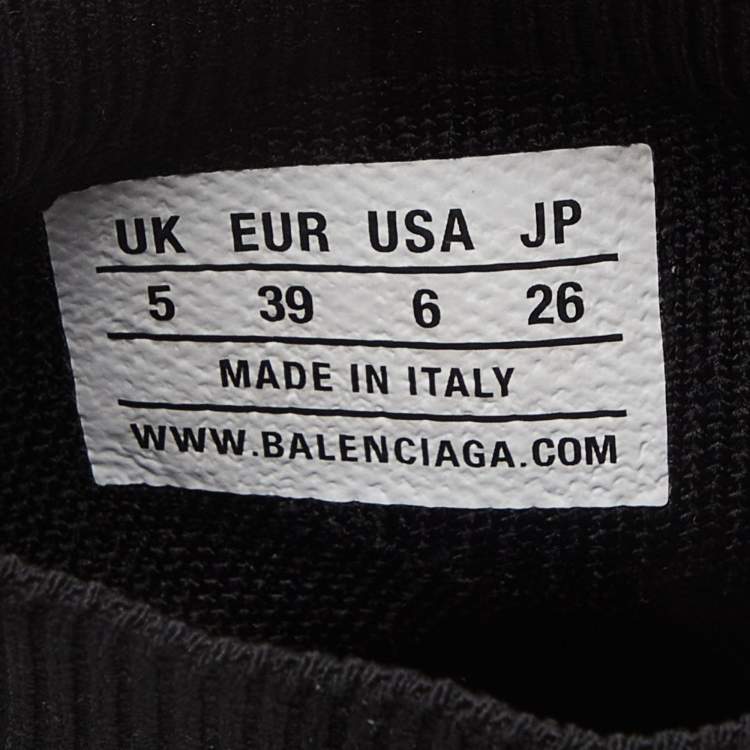 UK EUR USA JP
5 39 6 26
MADE IN ITALY
WWW.BALENCIAGA.COM